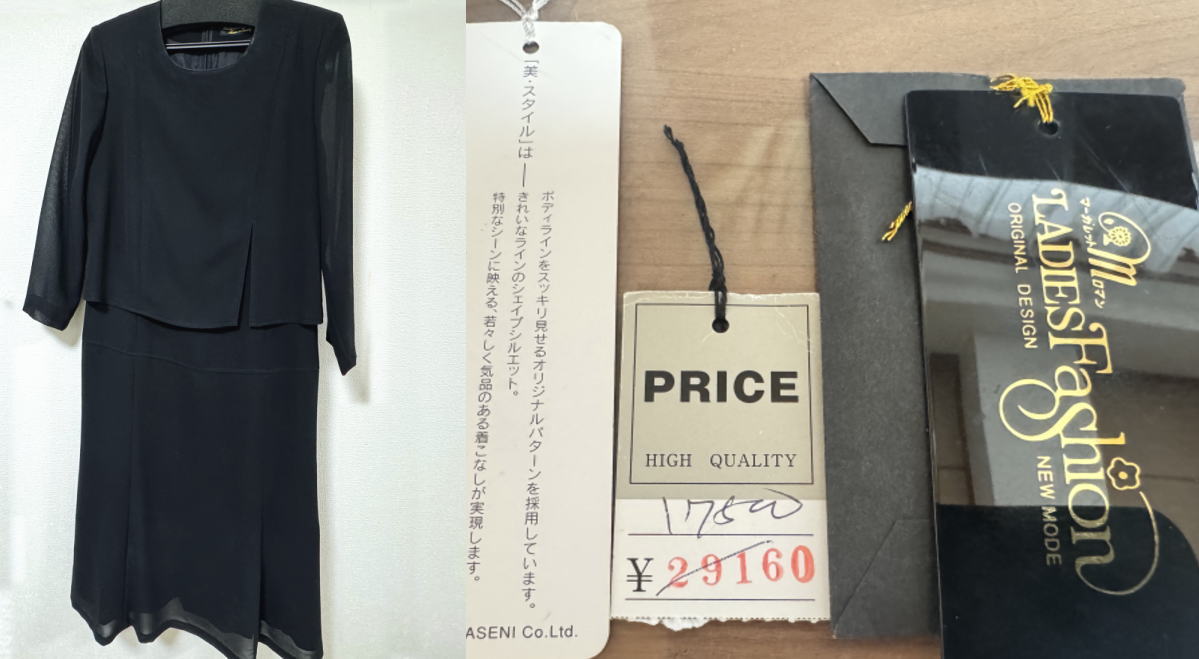 「美・スタイル」は――
ボディラインをスッキリ見せるオリジナルパターンを採用しています。
きれいなラインのシェイプシルエット。
特別なシーンに映える、若々しく気品のある着こなしが実現します。
ASENI Co.Ltd.
PRICE
HIGH QUALITY
17500
¥29160
マーガレットMロマン
LADIES Fashion
ORIGINAL DESIGN
NEW MODE